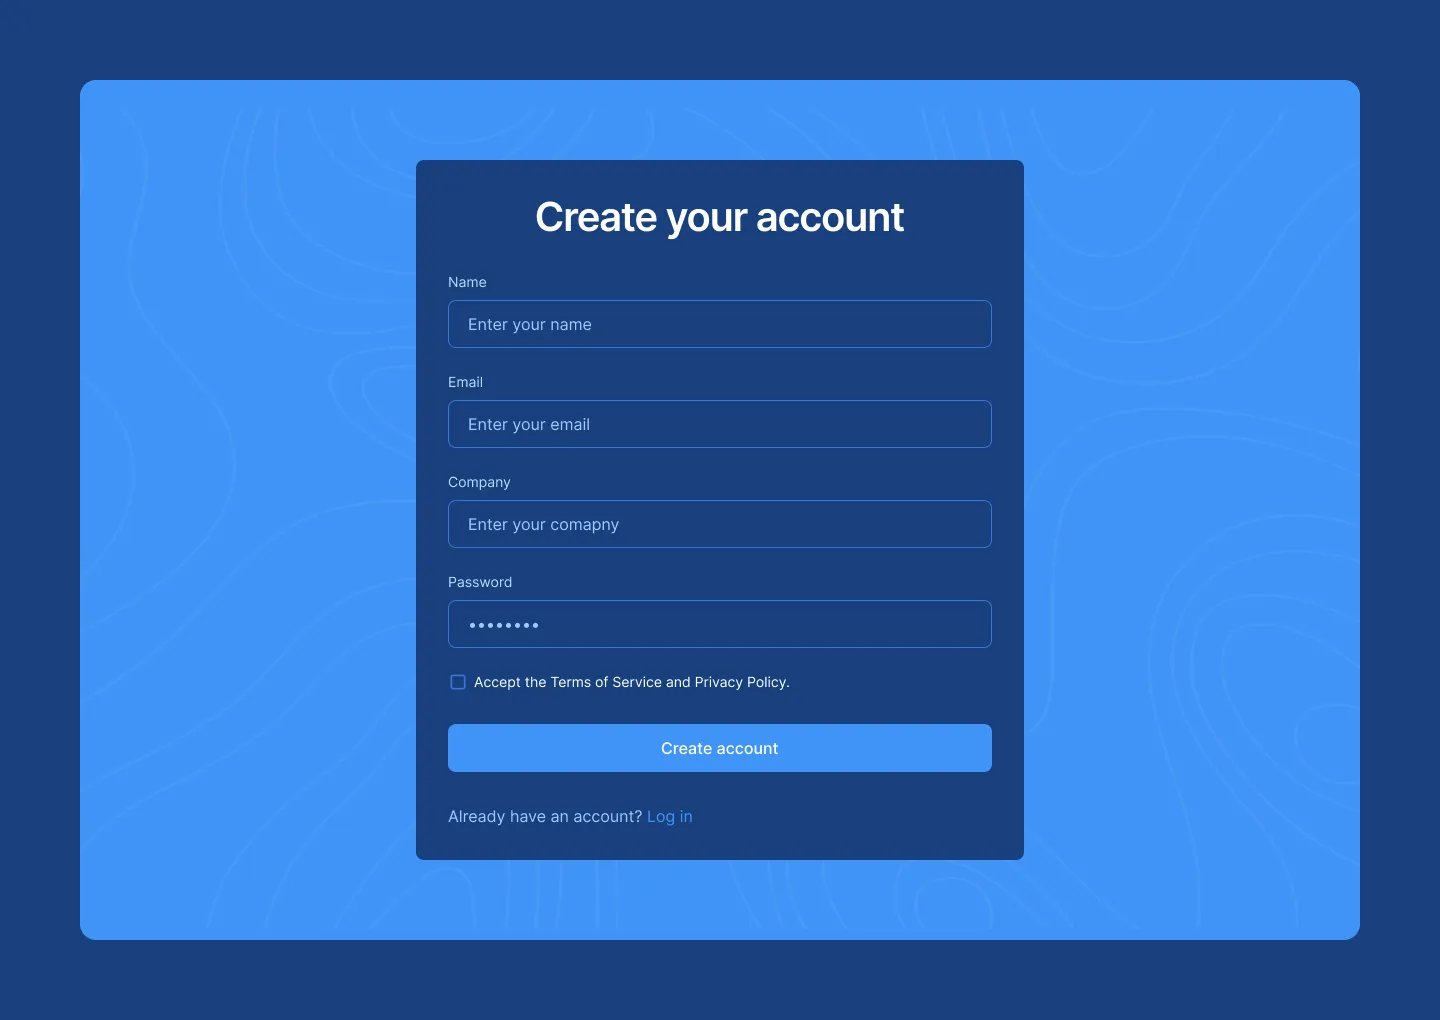 Create your account
Name
Enter your name
Email
Enter your email
Company
Enter your comapny
Password
••••••••
Accept the Terms of Service and Privacy Policy.
Create account
Already have an account? Log in